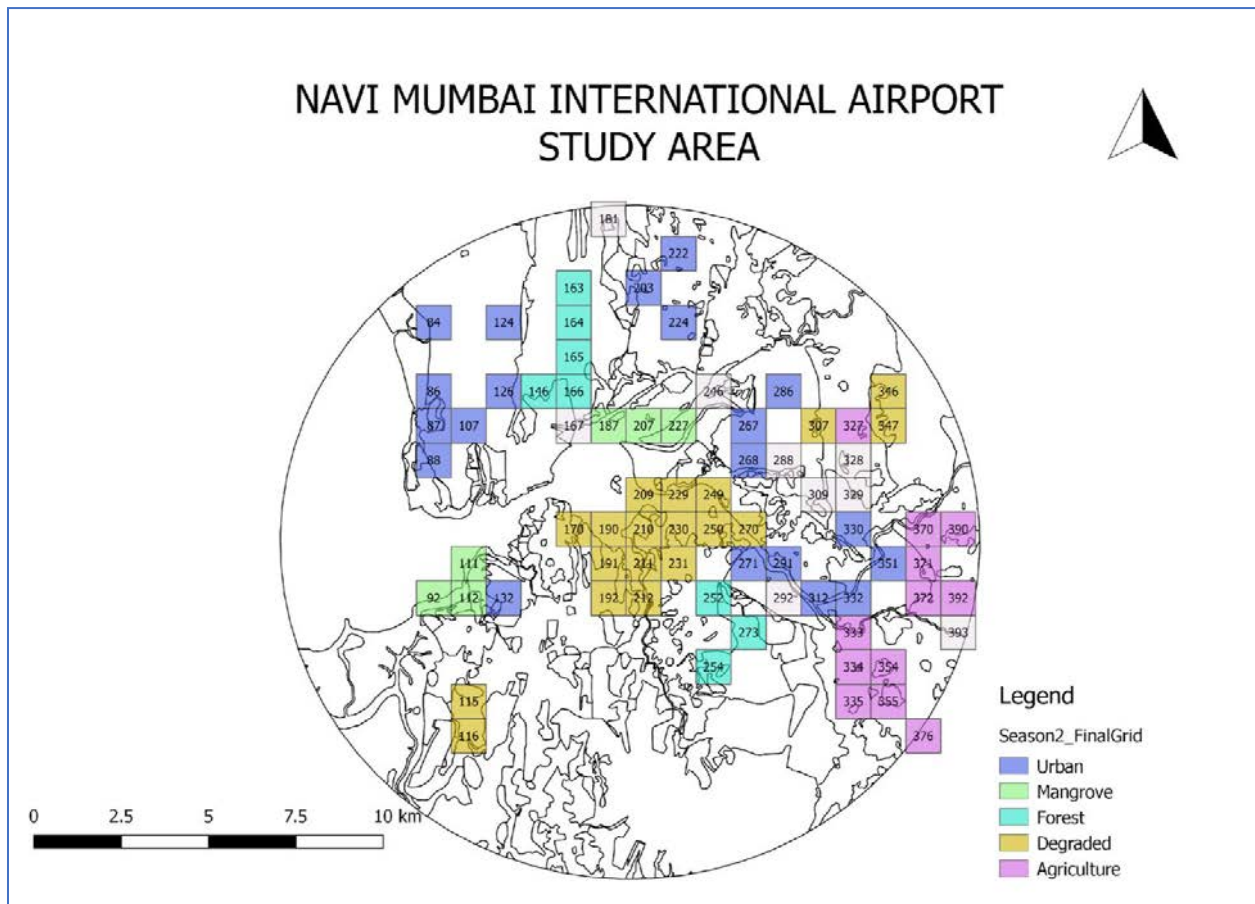 NAVI MUMBAI INTERNATIONAL AIRPORT
STUDY AREA
181
222
163 203
84 124 164 224
165
86 126 146 166 246 286 346
87 107 167 187 207 227 267 307 327 347
88 268 288 328
209 229 249 309 329
170 190 210 230 250 270 330 370 390
111 191 211 231 271 291 351 371
92 112 132 192 212 252 292 312 332 372 392
273 333 393
254 334 354
115 335 355
116 376
Legend
Season2_FinalGrid
Urban
Mangrove
Forest
Degraded
Agriculture
0 2.5 5 7.5 10 km